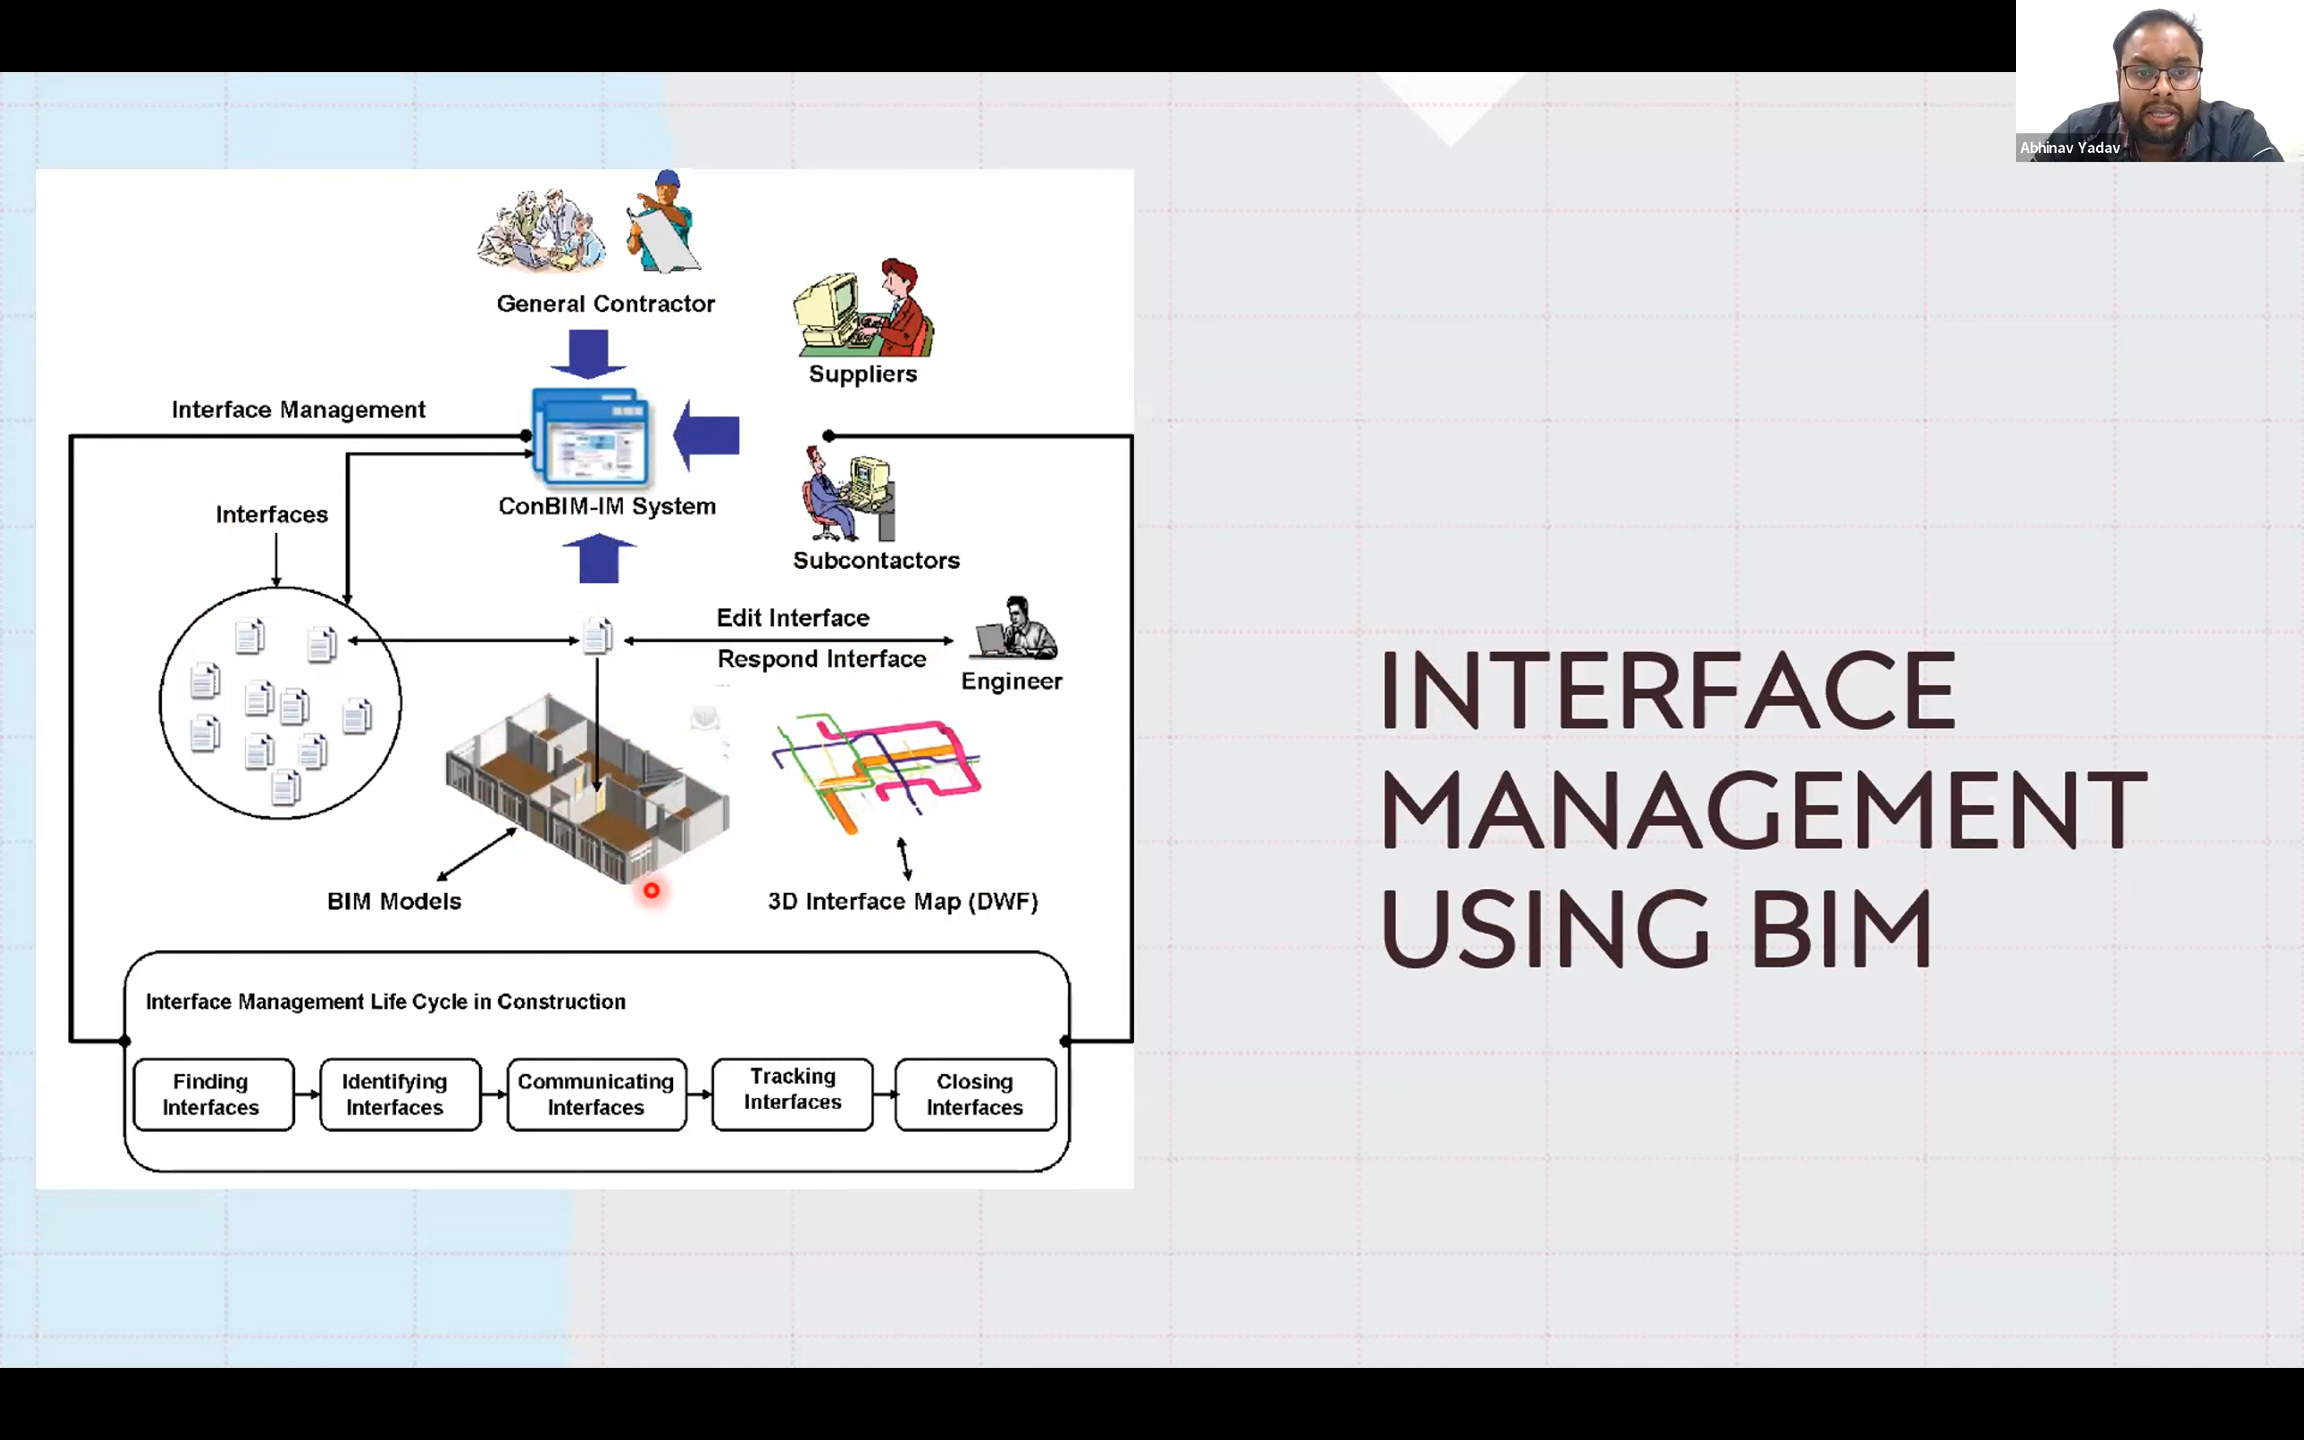 Abhinav Yadav
General Contractor
Suppliers
Interface Management
ConBIM-IM System
Interfaces
Subcontactors
Edit Interface
Respond Interface
Engineer
BIM Models
3D Interface Map (DWF)
Interface Management Life Cycle in Construction
Finding
Interfaces
Identifying
Interfaces
Communicating
Interfaces
Tracking
Interfaces
Closing
Interfaces
INTERFACE
MANAGEMENT
USING BIM